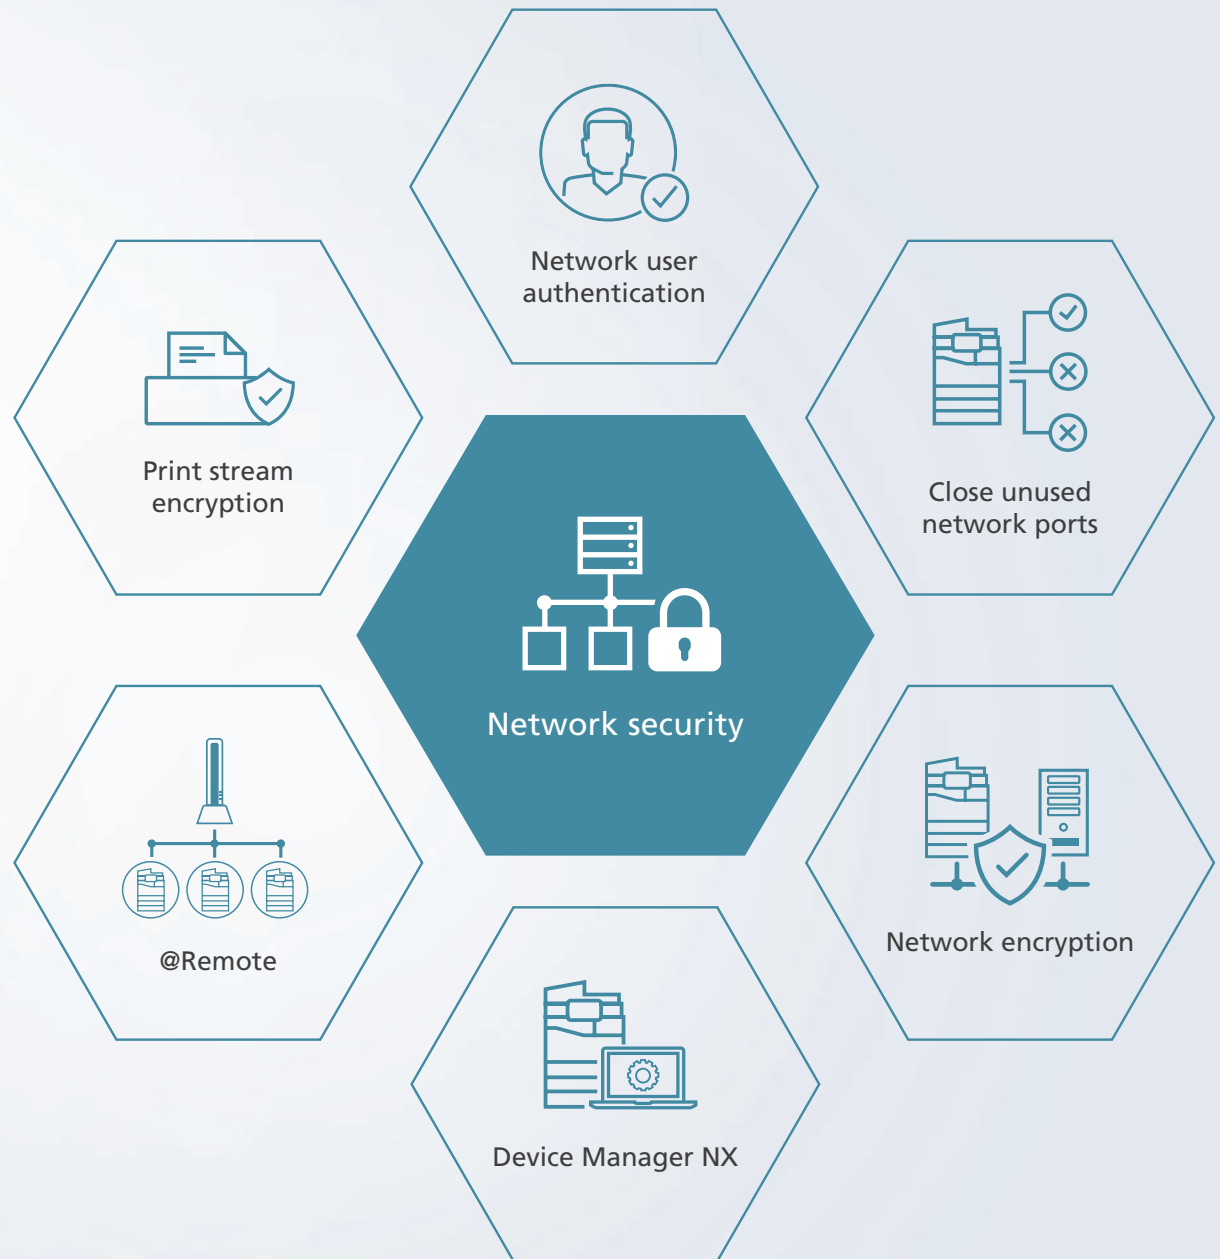 Network user
authentication
Print stream
encryption
Close unused
network ports
Network security
@Remote
Network encryption
Device Manager NX